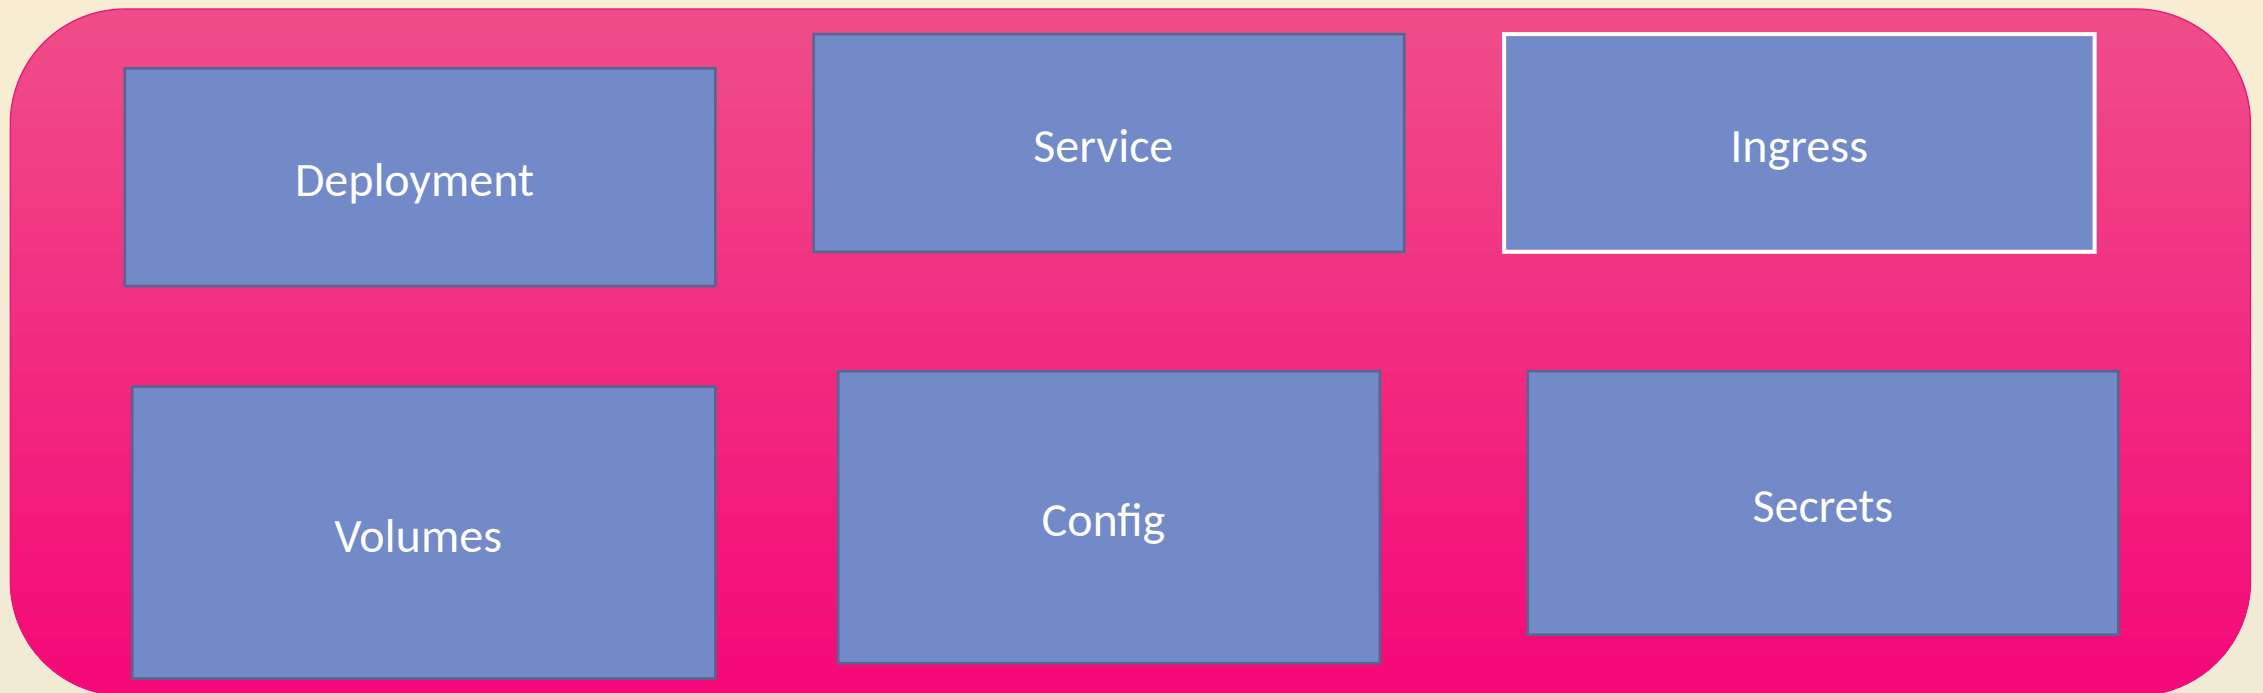 Deployment
Service
Ingress
Volumes
Config
Secrets